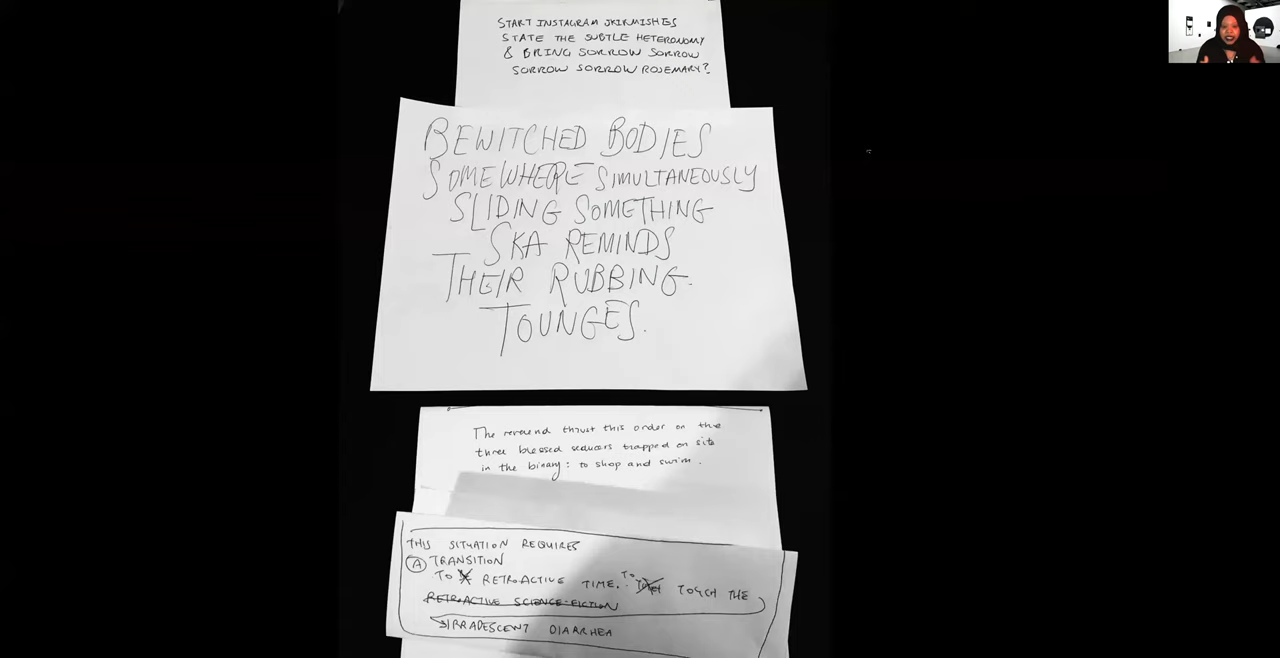 START INSTAGRAM SKIRMISHES
STATE THE SUBTLE HETERONOMY
& BRING SORROW SORROW
SORROW SORROW ROSEMARY?
BEWITCHED BODIES
SOMEWHERE SIMULTANEOUSLY
SLIDING SOMETHING
SKA REMINDS
THEIR RUBBING
TOUNGES.
The reverend thrust this order on the
three blessed seducers trapped on site
in the binary: to shop and swim.
THIS SITUATION REQUIRES
A TRANSITION
TO RETROACTIVE TIME. TO TOUCH THE
RETROACTIVE SCIENCE-FICTION
IRRADESCENT DIARRHEA